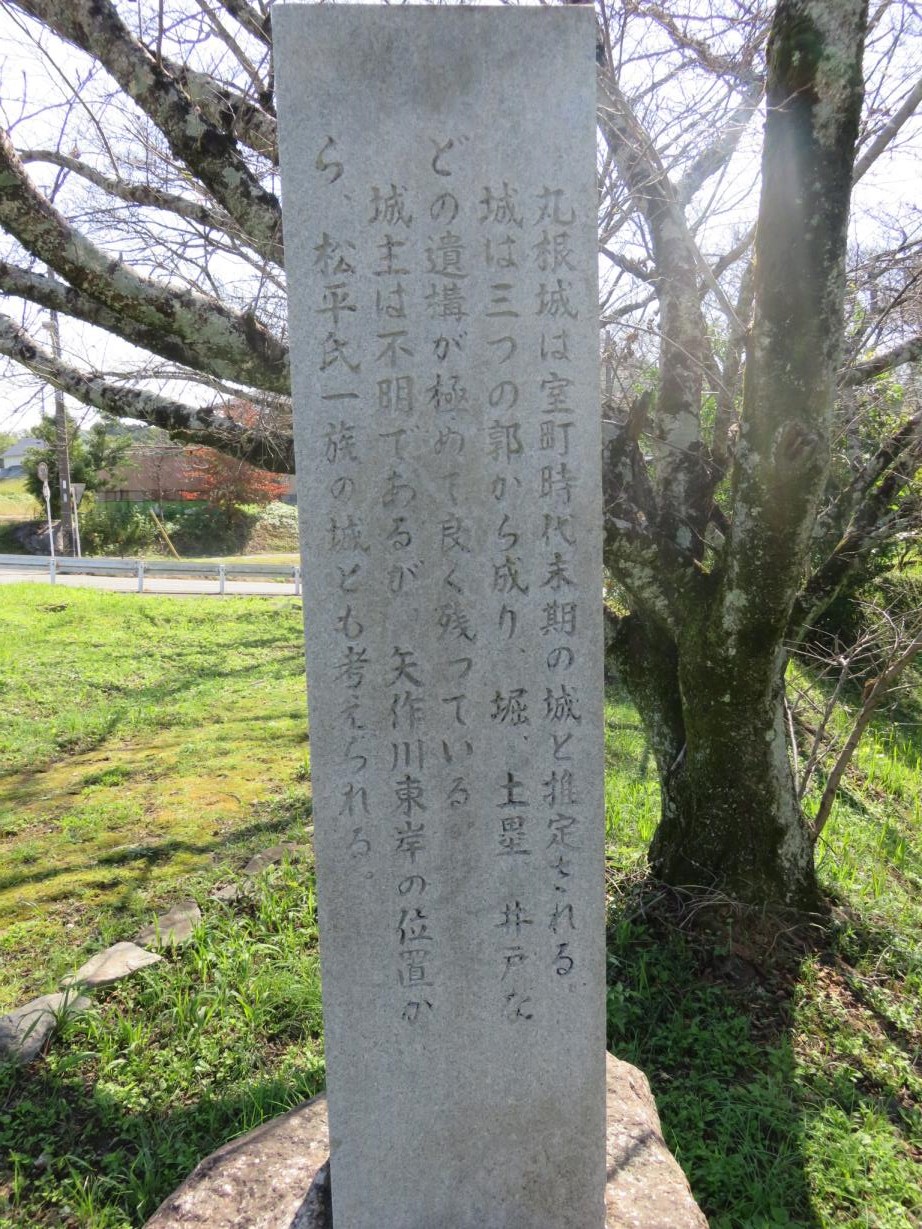 丸根城は室町時代末期の城と推定される。
城は三つの郭から成り、堀、土塁、井戸な
どの遺構が極めて良く残っている。
城主は不明であるが、矢作川東岸の位置か
ら、松平氏一族の城とも考えられる。